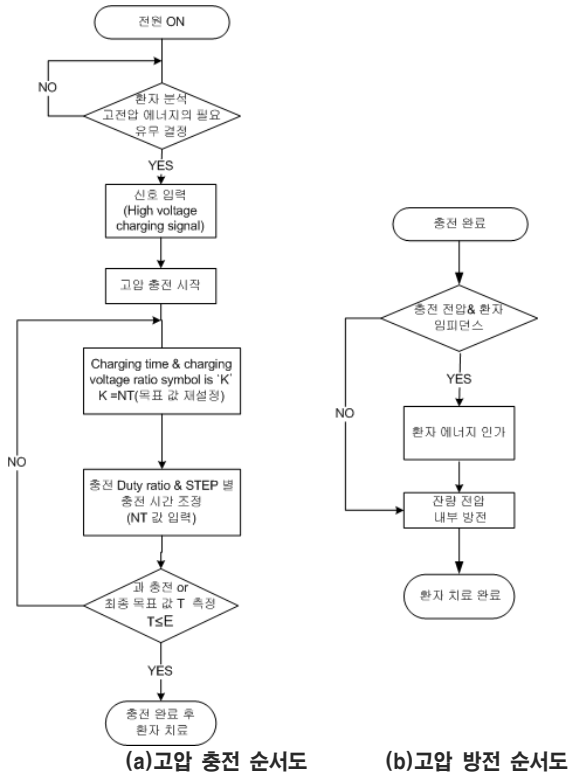 전원 ON
NO
환자 분석
고전압 에너지의 필요
유무 결정
YES
신호 입력
(High voltage
charging signal)
고압 충전 시작
Charging time & charging
voltage ratio symbol is ‘K’
K =NT(목표 값 재설정)
NO
충전 Duty ratio & STEP 별
충전 시간 조정
(NT 값 입력)
과 충전 or
최종 목표 값 T 측정
T≤E
YES
충전 완료 후
환자 치료
(a)고압 충전 순서도
충전 완료
충전 전압& 환자
임피던스
YES
NO
환자 에너지 인가
잔량 전압
내부 방전
환자 치료 완료
(b)고압 방전 순서도